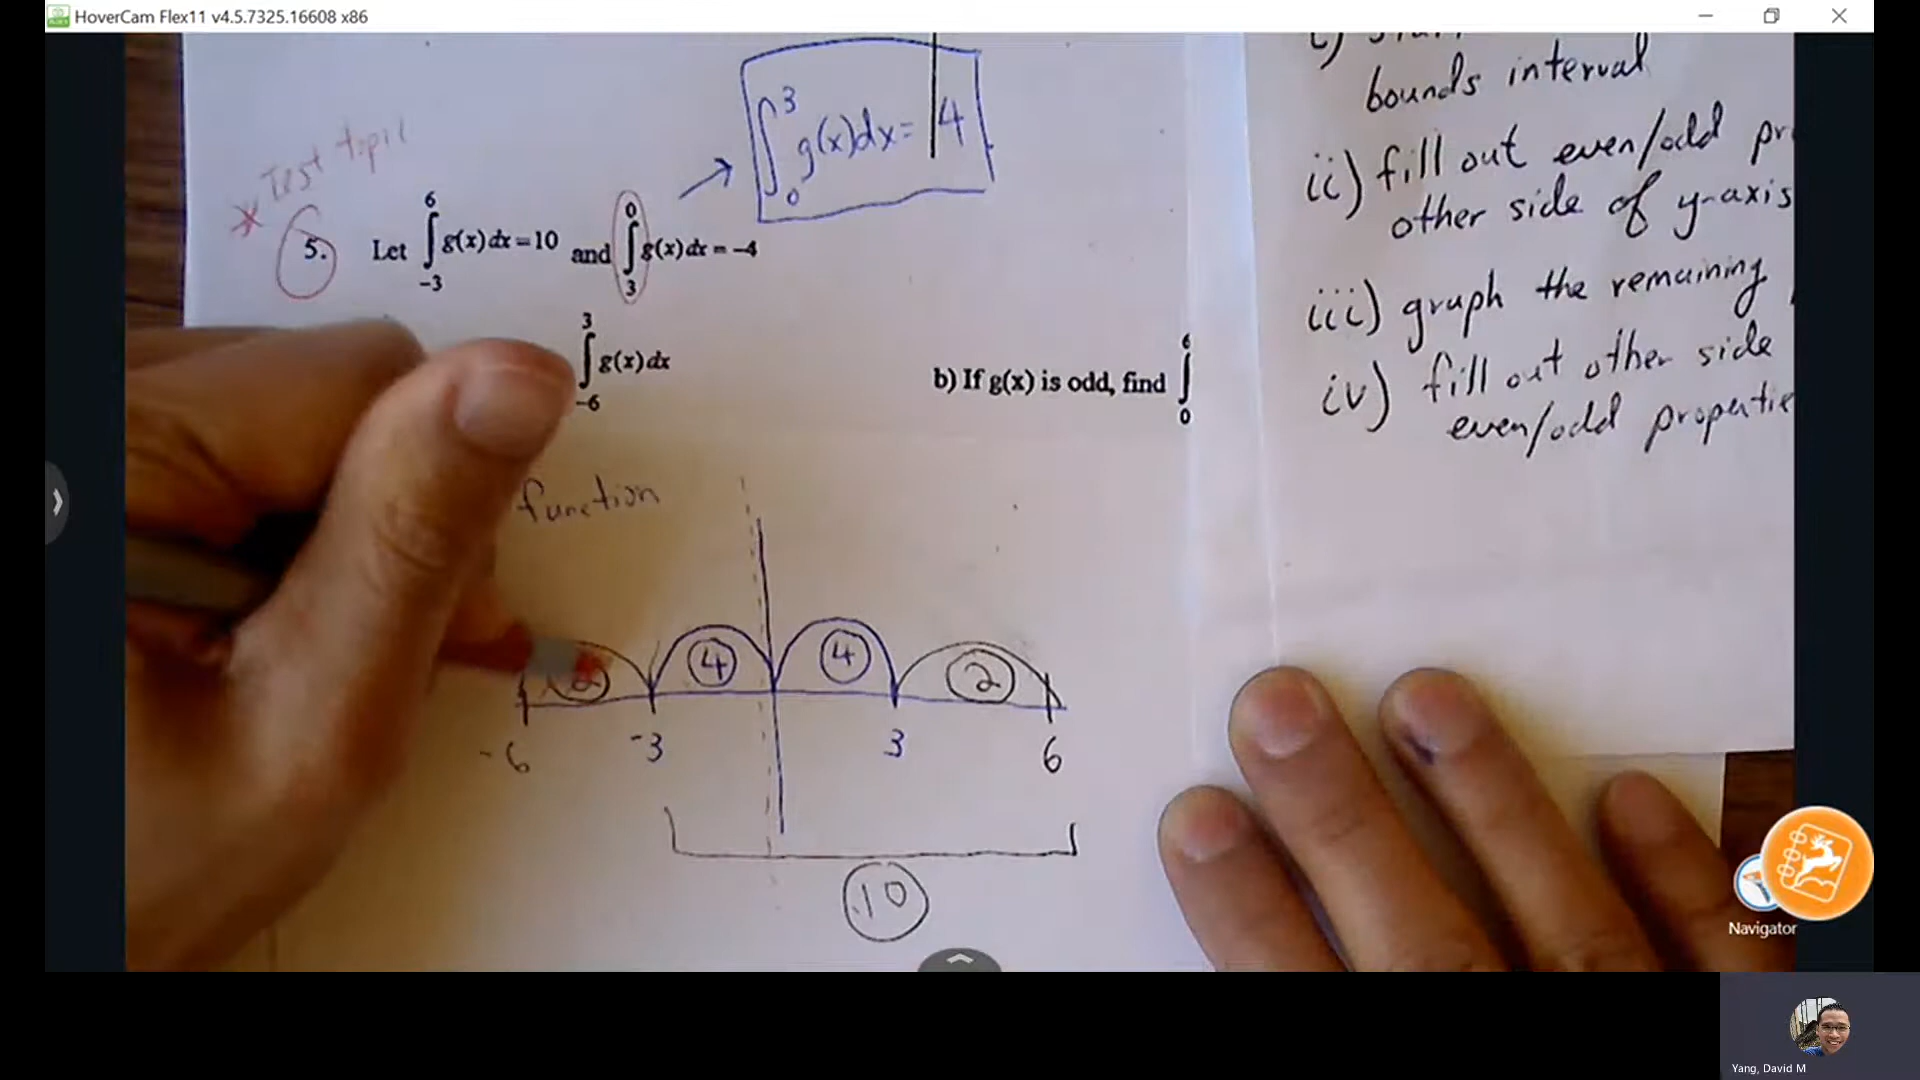 HoverCam Flex11 v4.5.7325.16608 x86
∫₀³ g(x)dx = 4
* Test topic
5. Let ∫₋₃⁶ g(x) dx = 10 and ∫₃⁰ g(x) dx = -4
∫₋₆³ g(x) dx
b) If g(x) is odd, find ∫₀⁶
function
2 4 4 2
-6 -3 3 6
10
bounds interval
ii) fill out even/odd
other side of y-axis
iii) graph the remaining
iv) fill out other side
even/odd
Navigator
Yang, David M